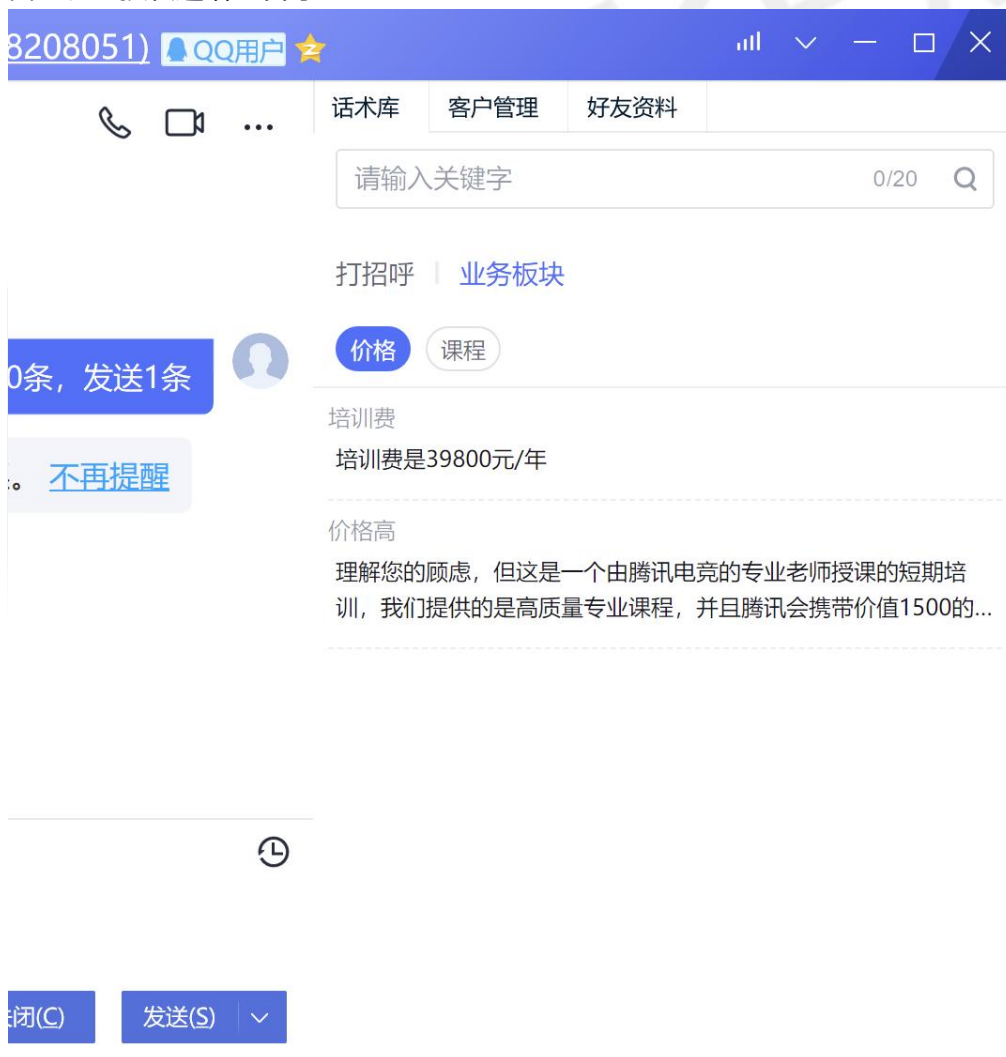 8208051) QQ用户
话术库 客户管理 好友资料
请输入关键字 0/20
打招呼 业务板块
价格 课程
0条，发送1条
培训费
培训费是39800元/年
。 不再提醒
价格高
理解您的顾虑，但这是一个由腾讯电竞的专业老师授课的短期培
训，我们提供的是高质量专业课程，并且腾讯会携带价值1500的...
闭(C) 发送(S)